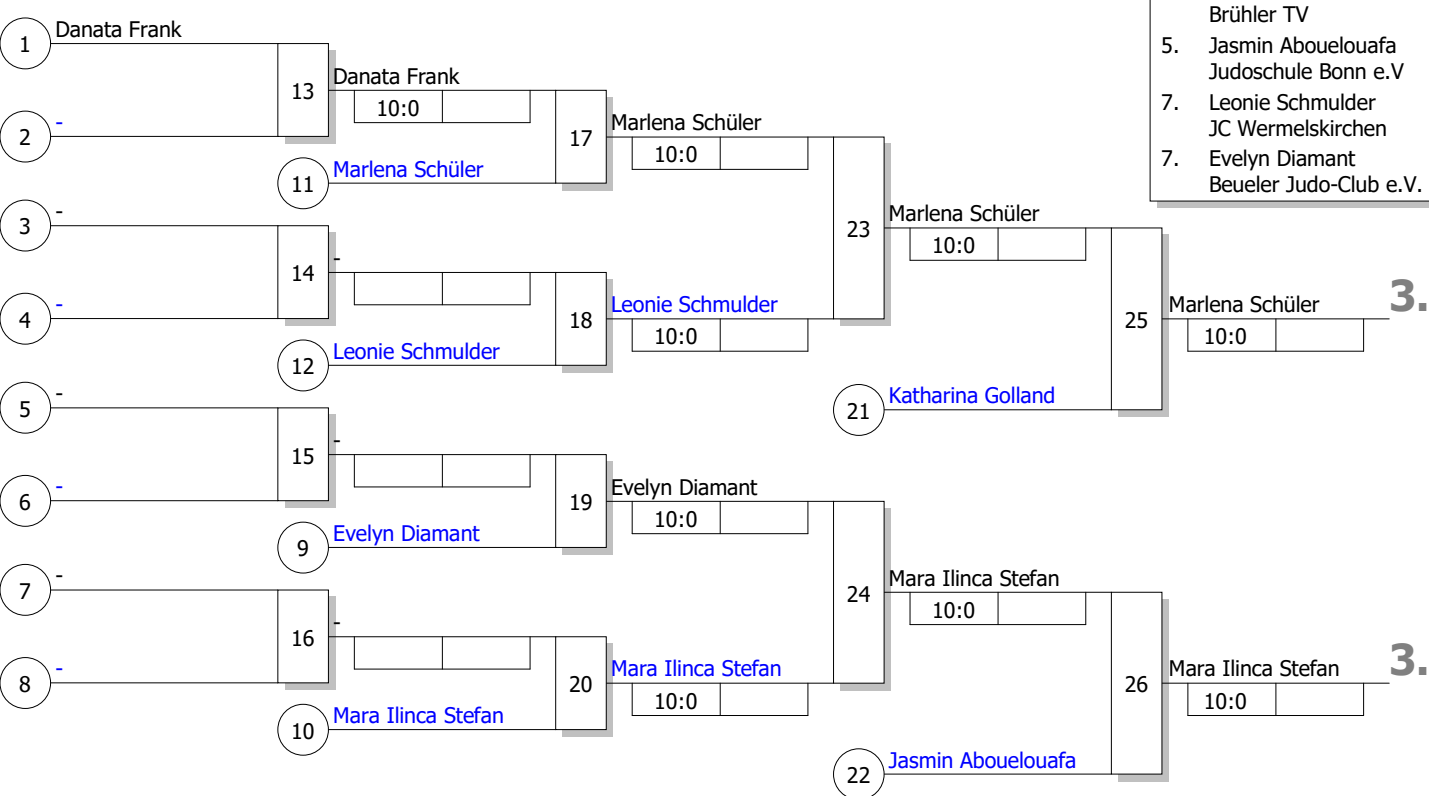 Brühler TV
5. Jasmin Abouelouafa
Judoschule Bonn e.V
7. Leonie Schmulder
JC Wermelskirchen
7. Evelyn Diamant
Beueler Judo-Club e.V.
1 Danata Frank
13 Danata Frank
10:0
2 -
17 Marlena Schüler
10:0
11 Marlena Schüler
3 -
23 Marlena Schüler
10:0
14 -
4 -
18 Leonie Schmulder
10:0
12 Leonie Schmulder
25 Marlena Schüler 3.
10:0
21 Katharina Golland
5 -
15 -
6 -
19 Evelyn Diamant
10:0
9 Evelyn Diamant
7 -
24 Mara Ilinca Stefan
10:0
16 -
8 -
20 Mara Ilinca Stefan
10:0
10 Mara Ilinca Stefan
26 Mara Ilinca Stefan 3.
10:0
22 Jasmin Abouelouafa